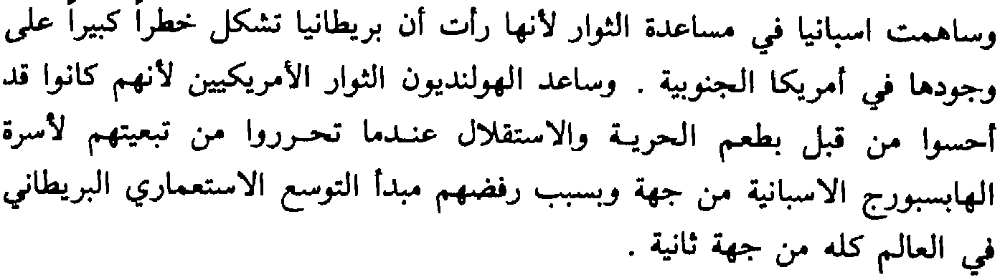 وساهمت اسبانيا في مساعدة الثوار لأنها رأت أن بريطانيا تشكل خطراً كبيراً على
وجودها في أمريكا الجنوبية . وساعد الهولنديون الثوار الأمريكيين لأنهم كانوا قد
أحسوا من قبل بطعم الحرية والاستقلال عندما تحرروا من تبعيتهم لأسرة
الهابسبورج الاسبانية من جهة وبسبب رفضهم مبدأ التوسع الاستعماري البريطاني
في العالم كله من جهة ثانية .